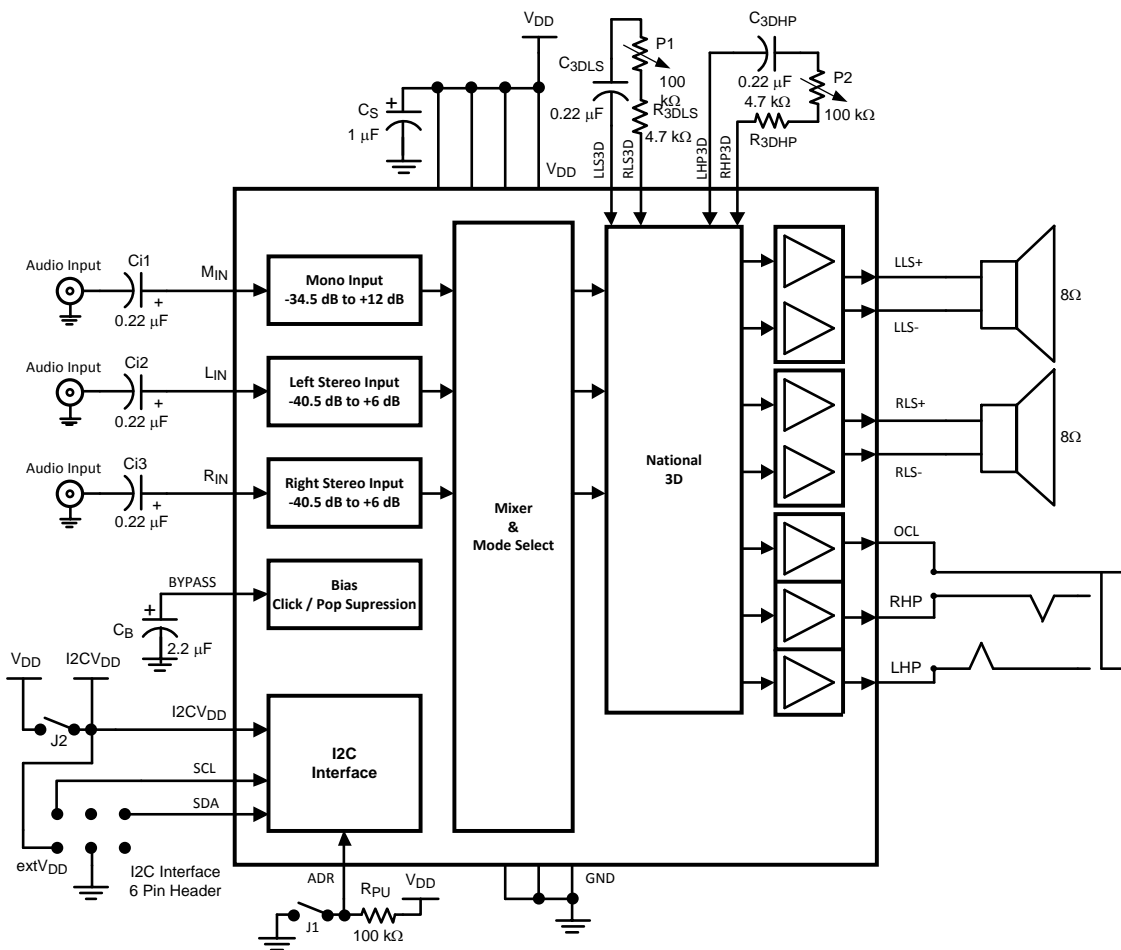 VDD
CS
1 μF
VDD
C3DLS
0.22 μF
P1
100
kΩ
R3DLS
4.7 kΩ
C3DHP
0.22 μF
4.7 kΩ
P2
100 kΩ
R3DHP
LLS3D
RLS3D
LHP3D
RHP3D
Audio Input
Ci1
0.22 μF
MIN
Mono Input
-34.5 dB to +12 dB
Audio Input
Ci2
0.22 μF
LIN
Left Stereo Input
-40.5 dB to +6 dB
Audio Input
Ci3
0.22 μF
RIN
Right Stereo Input
-40.5 dB to +6 dB
BYPASS
CB
2.2 μF
Bias
Click / Pop Supression
VDD
I2CVDD
J2
I2CVDD
SCL
SDA
I2C
Interface
extVDD
I2C Interface
6 Pin Header
ADR
J1
RPU
100 kΩ
VDD
GND
Mixer
&
Mode Select
National
3D
LLS+
LLS-
8Ω
RLS+
RLS-
8Ω
OCL
RHP
LHP